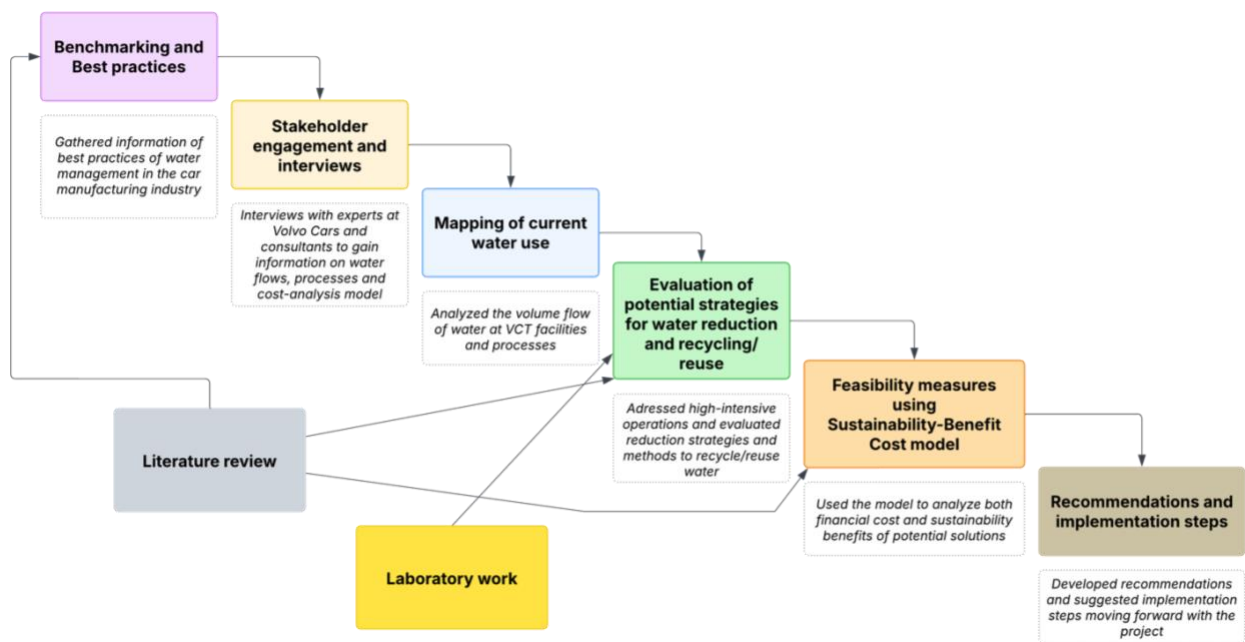 Benchmarking and
Best practices
Gathered information of
best practices of water
management in the car
manufacturing industry
Stakeholder
engagement and
interviews
Interviews with experts at
Volvo Cars and
consultants to gain
information on water
flows, processes and
cost-analysis model
Mapping of current
water use
Analyzed the volume flow
of water at VCT facilities
and processes
Evaluation of
potential strategies
for water reduction
and recycling/
reuse
Adressed high-intensive
operations and evaluated
reduction strategies and
methods to recycle/reuse
water
Feasibility measures
using
Sustainability-Benefit
Cost model
Used the model to analyze both
financial cost and sustainability
benefits of potential solutions
Recommendations and
implementation steps
Developed recommendations
and suggested implementation
steps moving forward with the
project
Literature review
Laboratory work